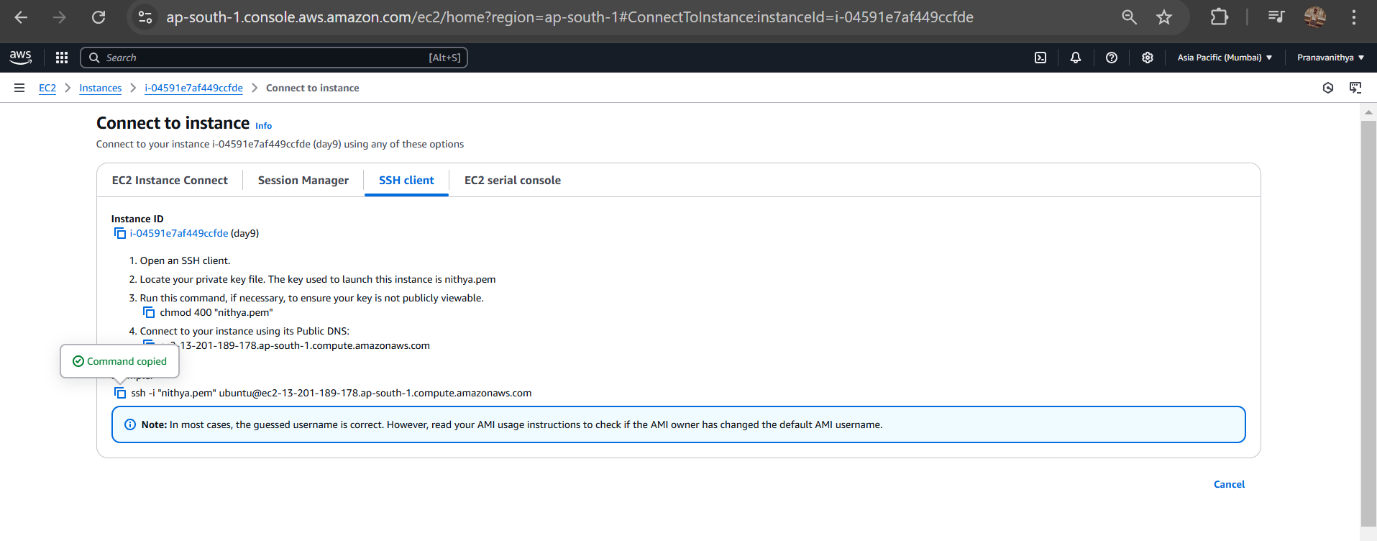 ap-south-1.console.aws.amazon.com/ec2/home?region=ap-south-1#ConnectToInstance:instanceId=i-04591e7af449ccfde
aws Search [Alt+S] Asia Pacific (Mumbai) ▼ Pranavanithya ▼
EC2 > Instances > i-04591e7af449ccfde > Connect to instance
Connect to instance Info
Connect to your instance i-04591e7af449ccfde (day9) using any of these options
EC2 Instance Connect Session Manager SSH client EC2 serial console
Instance ID
i-04591e7af449ccfde (day9)
1. Open an SSH client.
2. Locate your private key file. The key used to launch this instance is nithya.pem
3. Run this command, if necessary, to ensure your key is not publicly viewable.
chmod 400 "nithya.pem"
4. Connect to your instance using its Public DNS:
-13-201-189-178.ap-south-1.compute.amazonaws.com
Command copied
ssh -i "nithya.pem" ubuntu@ec2-13-201-189-178.ap-south-1.compute.amazonaws.com
Note: In most cases, the guessed username is correct. However, read your AMI usage instructions to check if the AMI owner has changed the default AMI username.
Cancel